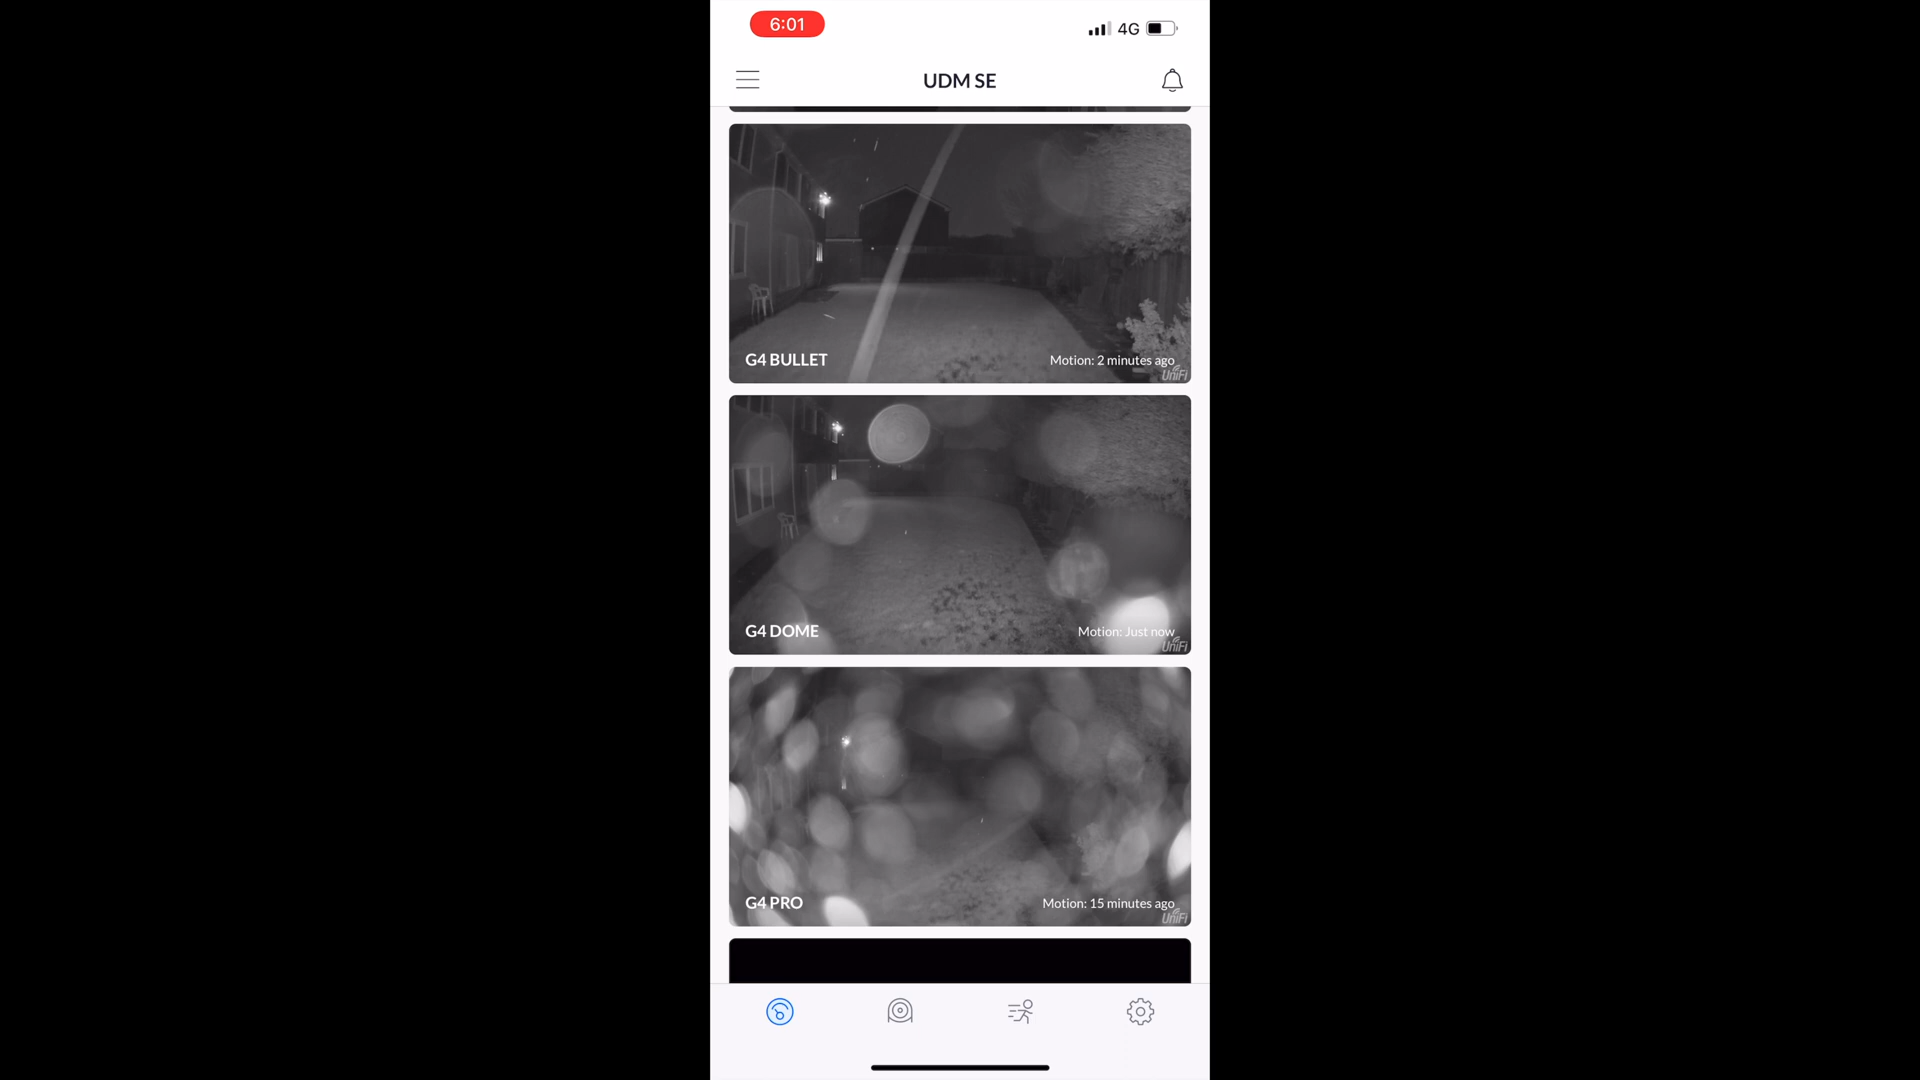 6:01
4G
UDM SE
G4 BULLET
Motion: 2 minutes ago
UniFi
G4 DOME
Motion: Just now
UniFi
G4 PRO
Motion: 15 minutes ago
UniFi